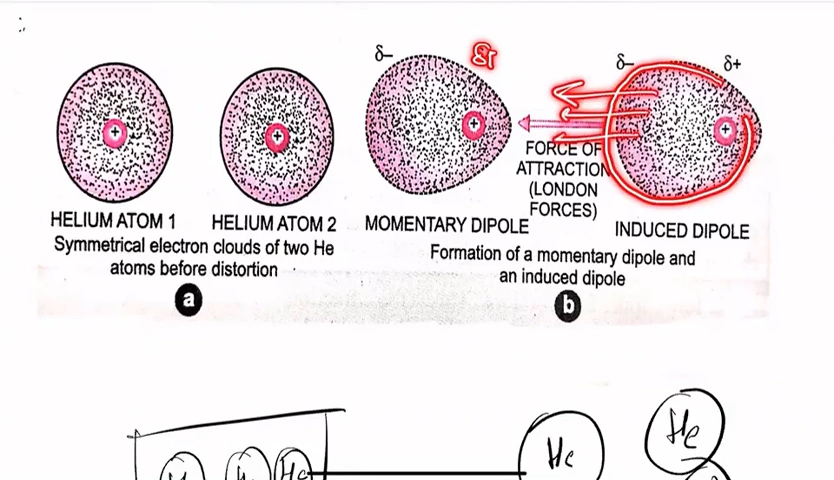 δ– δ+ δ– δ+
+ + + +
FORCE OF
ATTRACTION
(LONDON
FORCES)
HELIUM ATOM 1 HELIUM ATOM 2 MOMENTARY DIPOLE INDUCED DIPOLE
Symmetrical electron clouds of two He
atoms before distortion
Formation of a momentary dipole and
an induced dipole
a b
He He
He